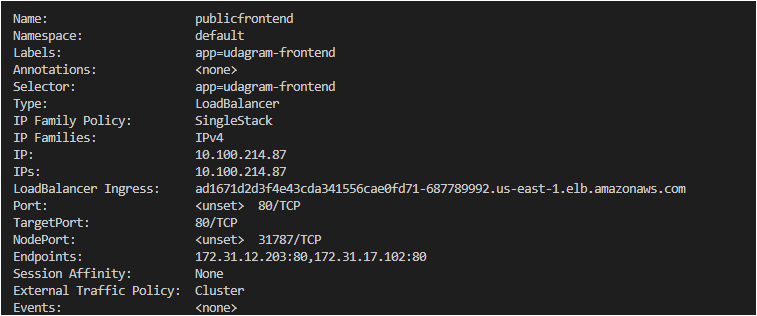 Name: publicfrontend
Namespace: default
Labels: app=udagram-frontend
Annotations: <none>
Selector: app=udagram-frontend
Type: LoadBalancer
IP Family Policy: SingleStack
IP Families: IPv4
IP: 10.100.214.87
IPs: 10.100.214.87
LoadBalancer Ingress: ad1671d2d3f4e43cda341556cae0fd71-687789992.us-east-1.elb.amazonaws.com
Port: <unset> 80/TCP
TargetPort: 80/TCP
NodePort: <unset> 31787/TCP
Endpoints: 172.31.12.203:80,172.31.17.102:80
Session Affinity: None
External Traffic Policy: Cluster
Events: <none>